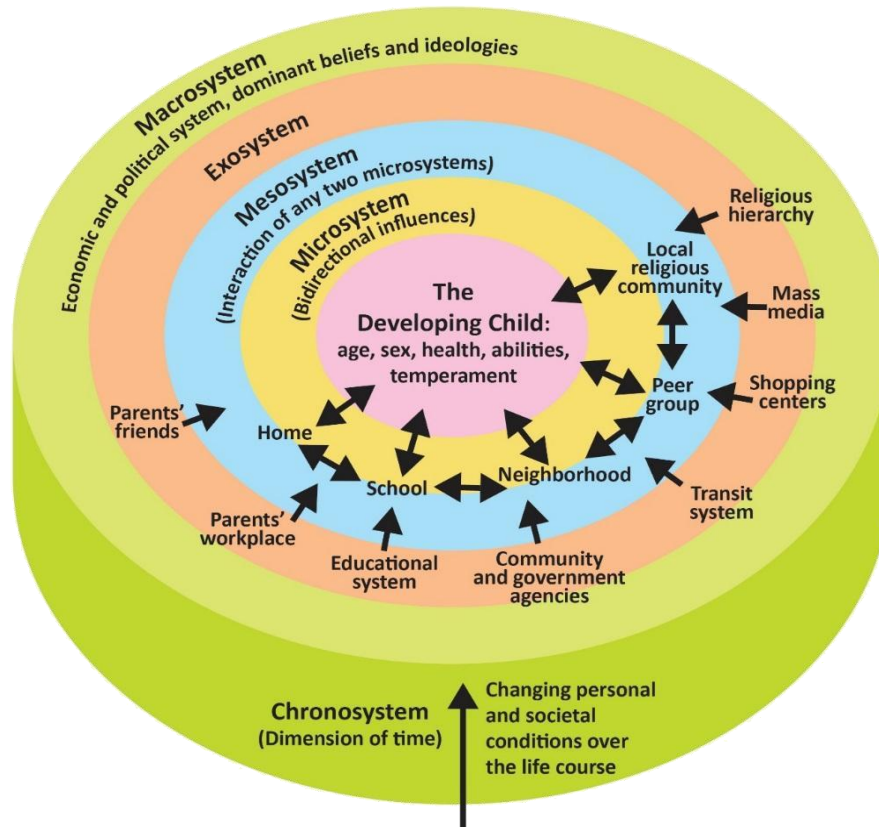 Macrosystem
Economic and political system, dominant beliefs and ideologies
Exosystem
Mesosystem
(Interaction of any two microsystems)
Microsystem
(Bidirectional influences)
The
Developing Child:
age, sex, health, abilities,
temperament
Religious
hierarchy
Local
religious
community
Mass
media
Peer
group
Shopping
centers
Parents'
friends
Home
School
Neighborhood
Transit
system
Parents'
workplace
Educational
system
Community
and government
agencies
Chronosystem
(Dimension of time)
Changing personal
and societal
conditions over
the life course